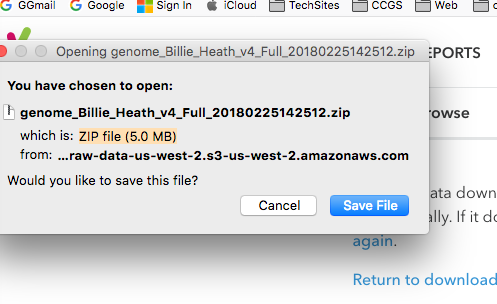 GGmail
Google
Sign In
iCloud
TechSites
CCGS
Web
Opening genome_Billie_Heath_v4_Full_20180225142512.zip
EPORTS
You have chosen to open:
genome_Billie_Heath_v4_Full_20180225142512.zip
rowse
which is: ZIP file (5.0 MB)
from: ...raw-data-us-west-2.s3-us-west-2.amazonaws.com
Would you like to save this file?
Cancel
Save File
ata down
ally. If it do
again.
Return to download